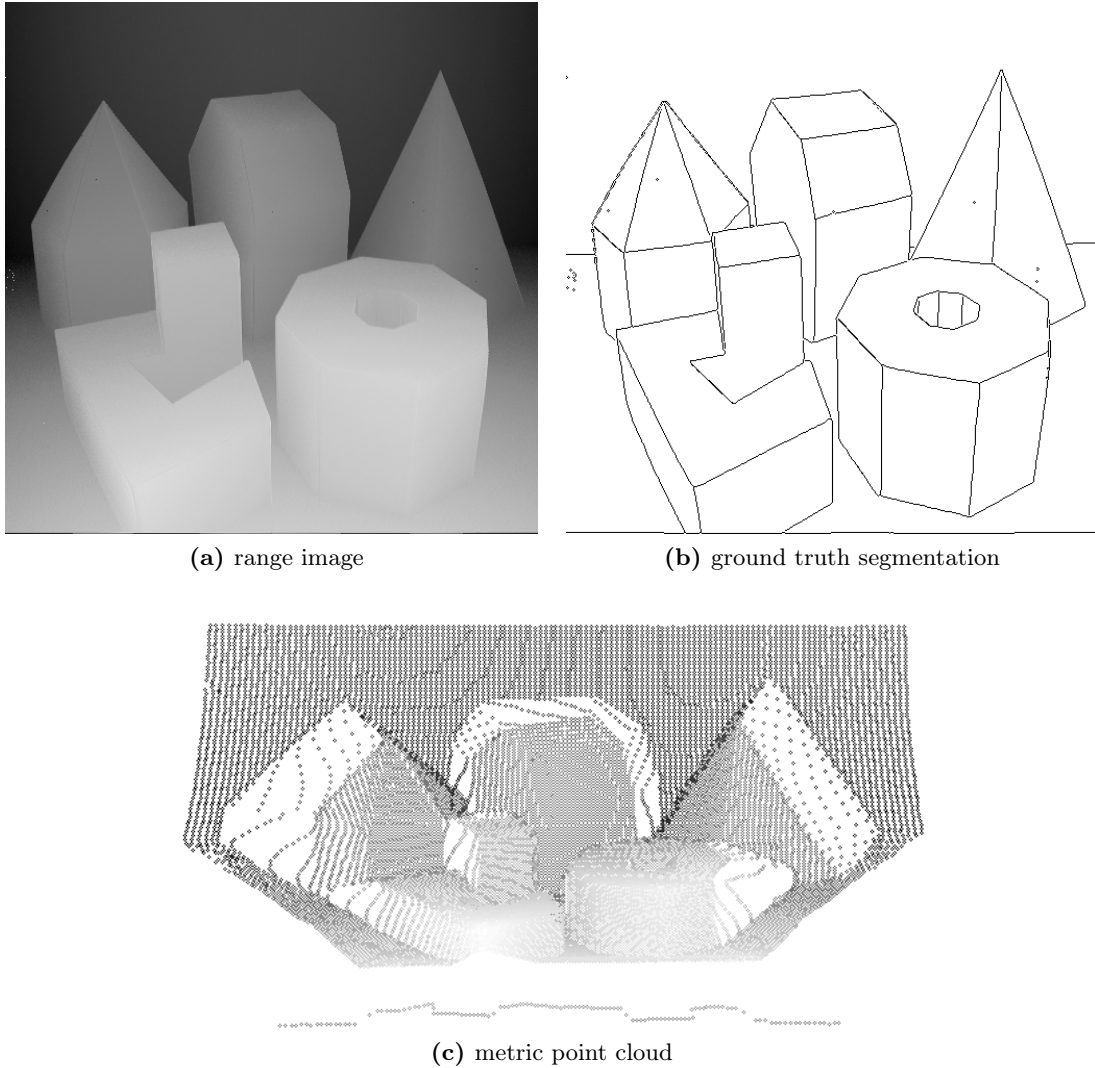 (a) range image
(b) ground truth segmentation
(c) metric point cloud